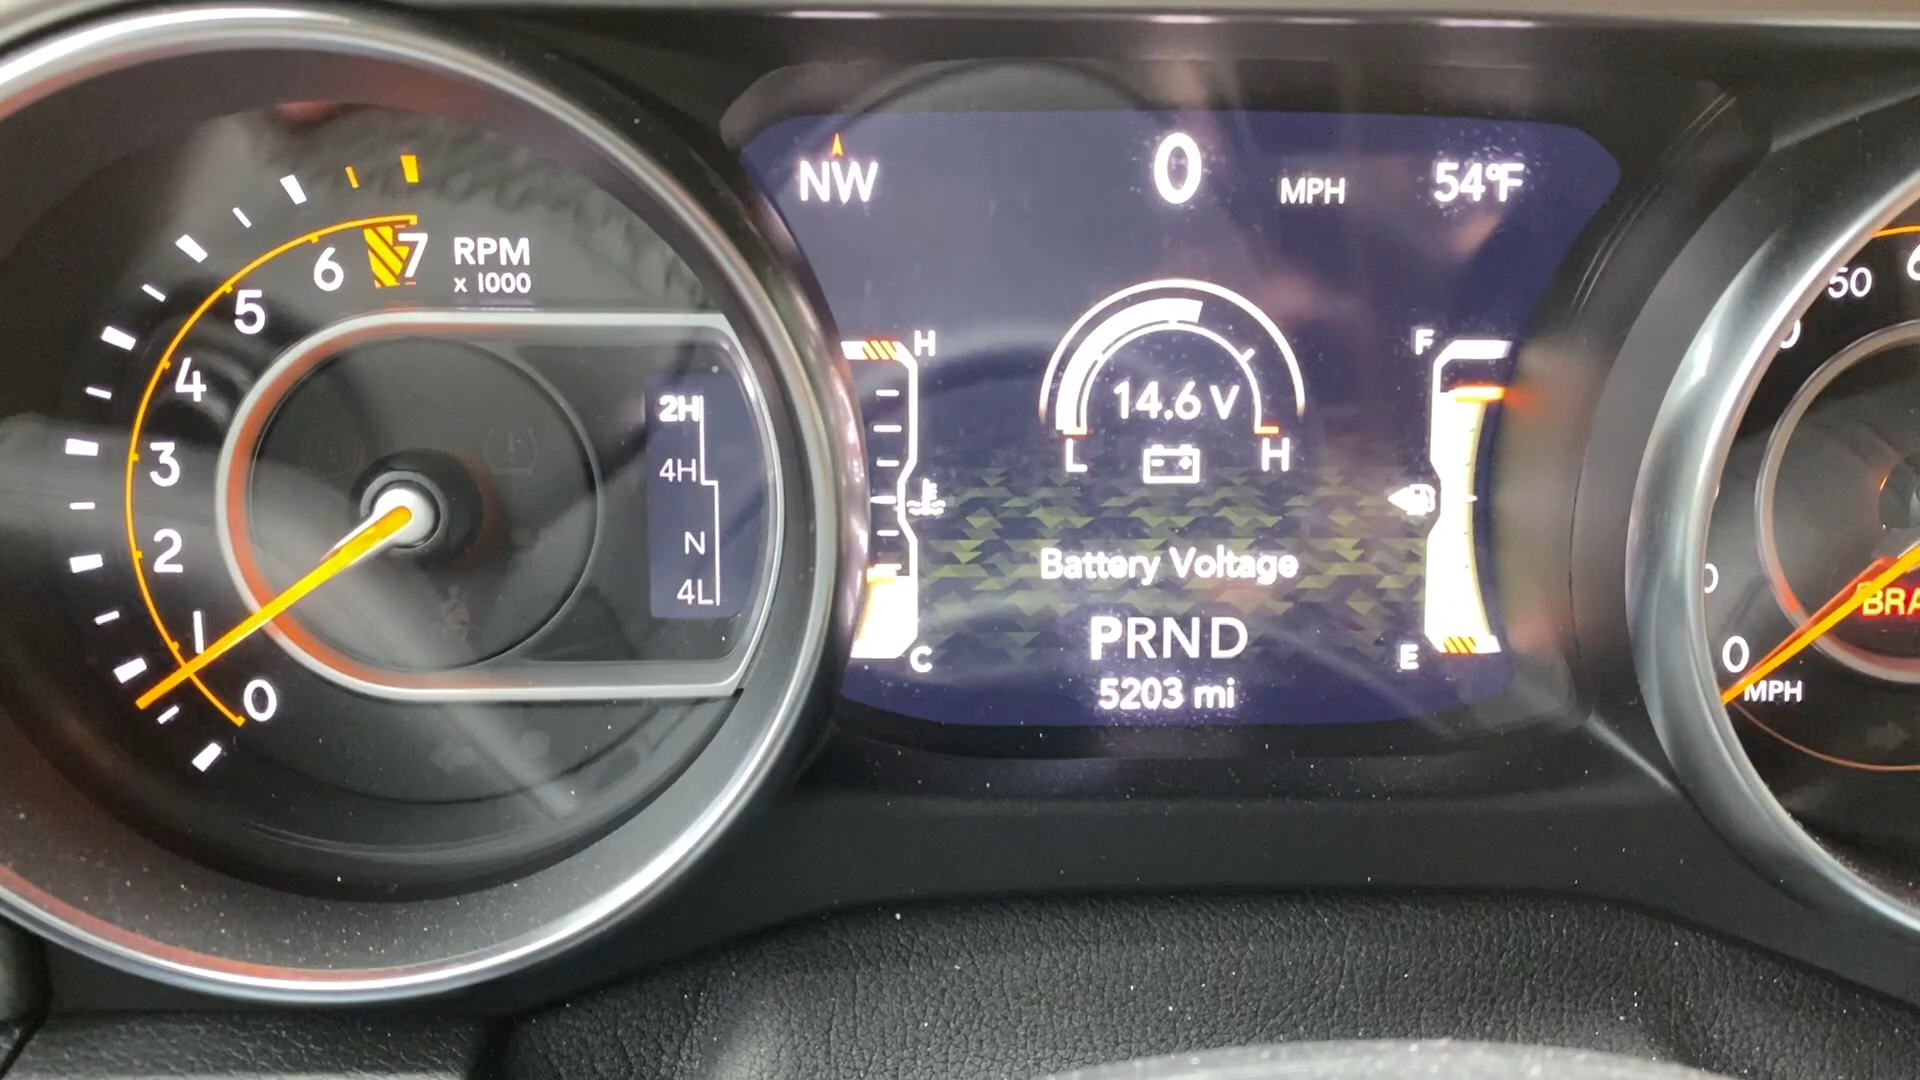 NW 0 MPH 54°F
7 RPM
x 1000
6
5
4
3
2
1
0
2H
4H
N
4L
H
C
14.6 V
L H
Battery Voltage
PRND
5203 mi
F
E
50
0
MPH